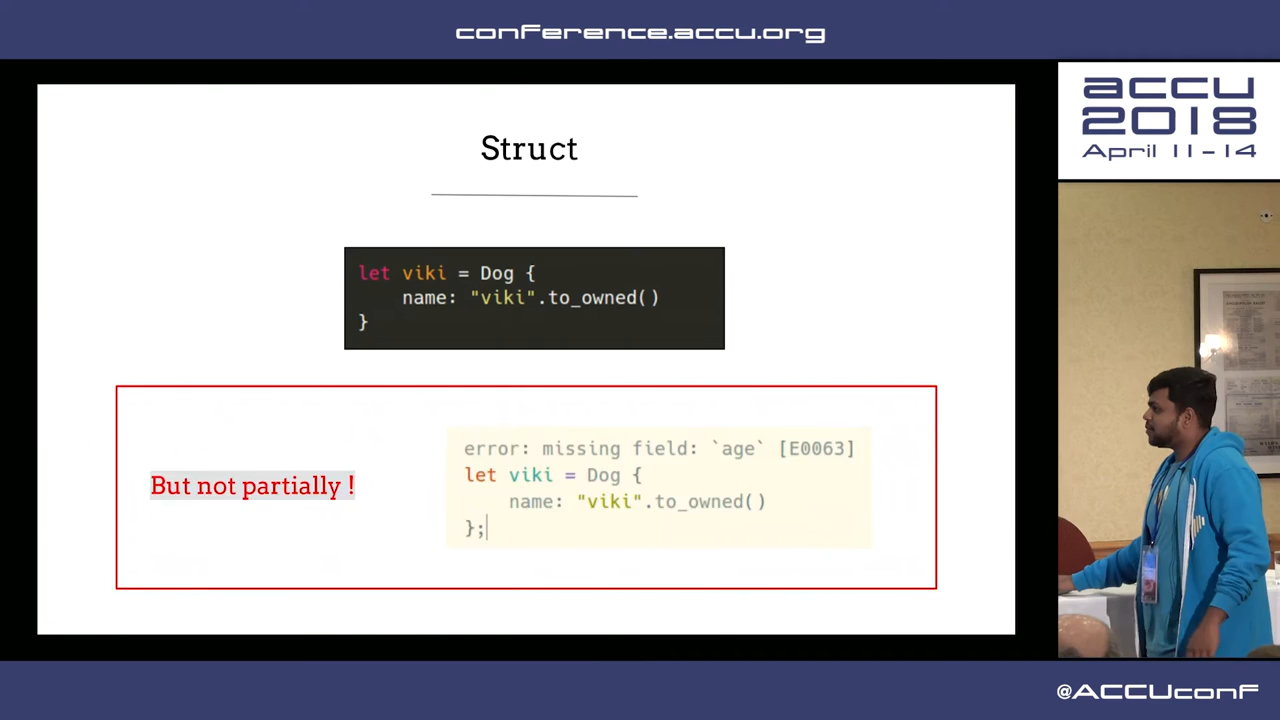 conference.accu.org
accu
2018
April 11-14
Struct
let viki = Dog {
    name: "viki".to_owned()
}
But not partially !
error: missing field: `age` [E0063]
let viki = Dog {
    name: "viki".to_owned()
};
@ACCUconf